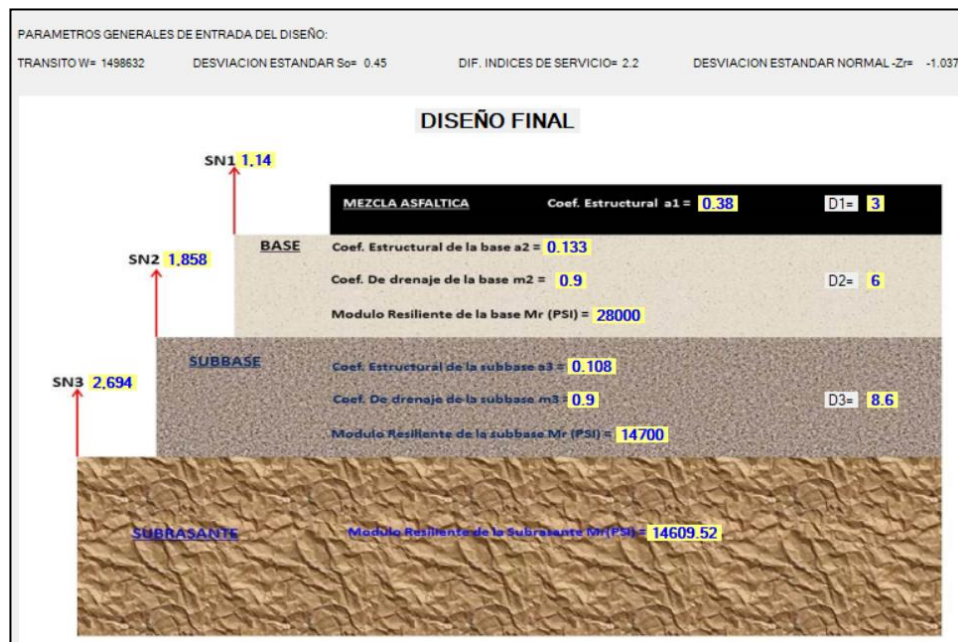 PARAMETROS GENERALES DE ENTRADA DEL DISEÑO:
TRANSITO W= 1498632 DESVIACION ESTANDAR So= 0.45 DIF. INDICES DE SERVICIO= 2.2 DESVIACION ESTANDAR NORMAL -Zr= -1.037
DISEÑO FINAL
SN1 1,14
MEZCLA ASFALTICA Coef. Estructural a1 = 0.38 D1= 3
BASE Coef. Estructural de la base a2 = 0.133
SN2 1,858
Coef. De drenaje de la base m2 = 0.9 D2= 6
Modulo Resiliente de la base Mr (PSI) = 28000
SUBBASE Coef. Estructural de la subbase a3 = 0.108
SN3 2,694
Coef. De drenaje de la subbase m3= 0.9 D3= 8.6
Modulo Resiliente de la subbase Mr (PSI) = 14700
SUBRASANTE Modulo Resiliente de la Subrasante Mr(PSI) = 14609.52